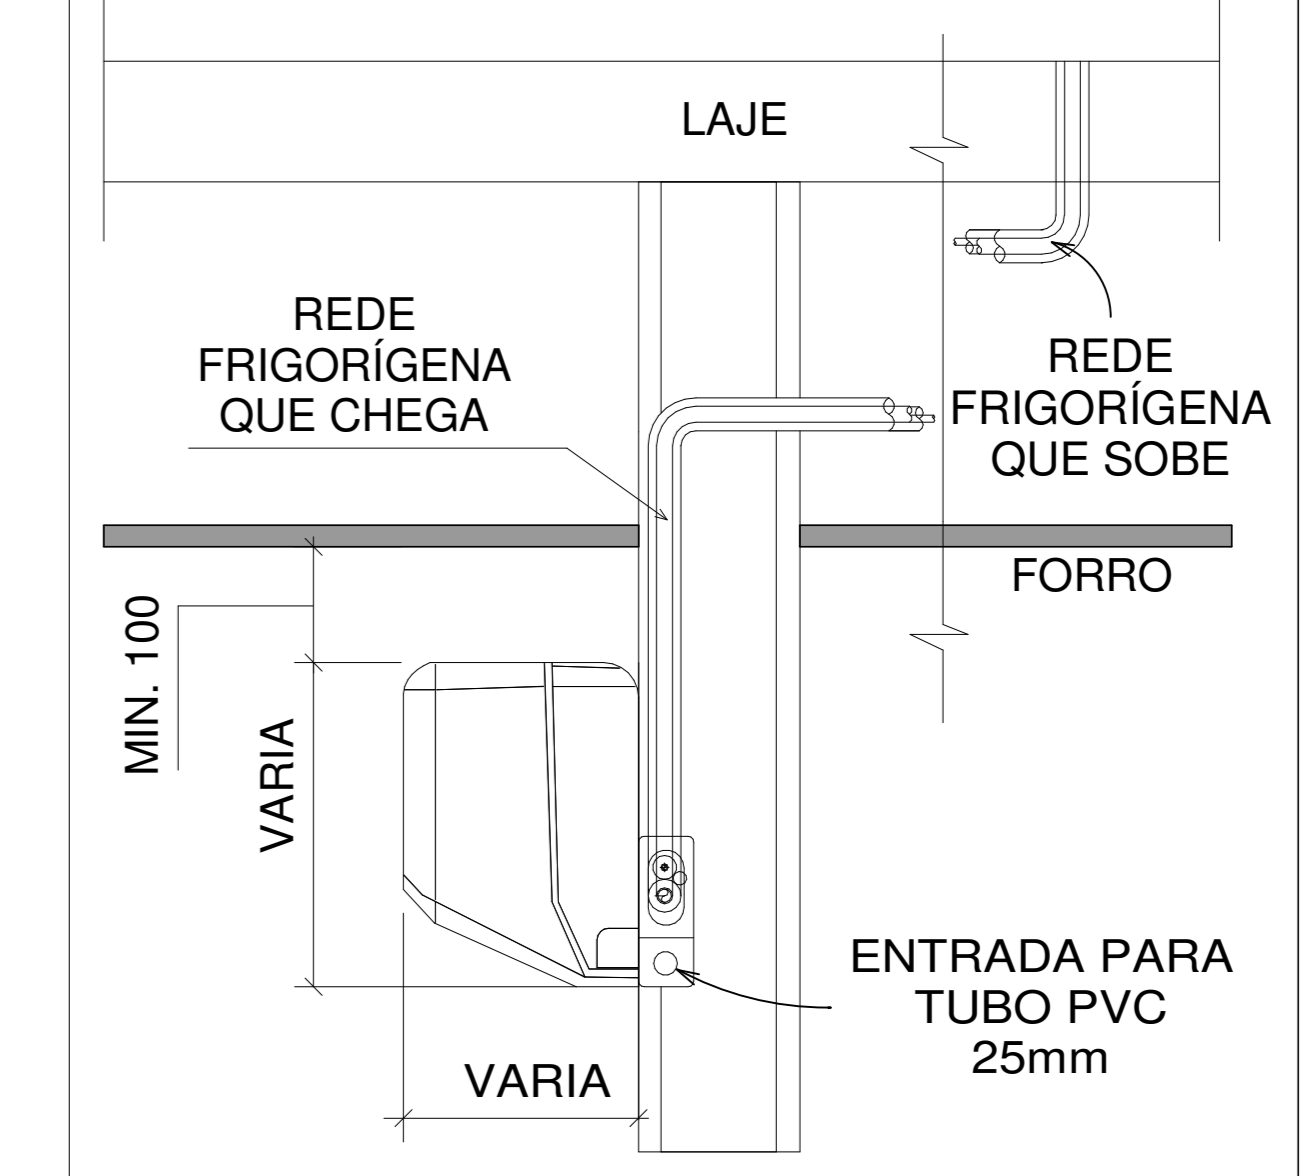 LAJE
REDE
FRIGORÍGENA
QUE CHEGA
REDE
FRIGORÍGENA
QUE SOBE
FORRO
MIN. 100
VARIA
ENTRADA PARA
TUBO PVC
25mm
VARIA